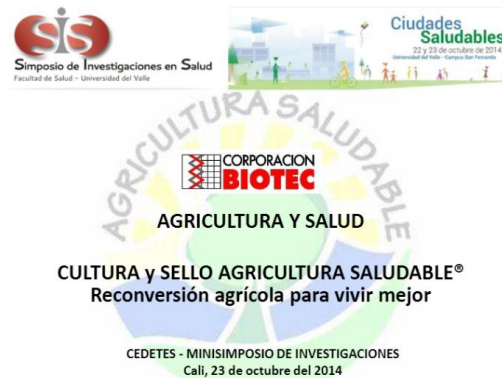 SiS
Simposio de Investigaciones en Salud
Facultad de Salud – Universidad del Valle
Ciudades
Saludables
22 y 23 de octubre de 2014
Universidad del Valle - Campus San Fernando
AGRICULTURA SALUDABLE
CORPORACION
BIOTEC
AGRICULTURA Y SALUD
CULTURA y SELLO AGRICULTURA SALUDABLE®
Reconversión agrícola para vivir mejor
CEDETES - MINISIMPOSIO DE INVESTIGACIONES
Cali, 23 de octubre del 2014